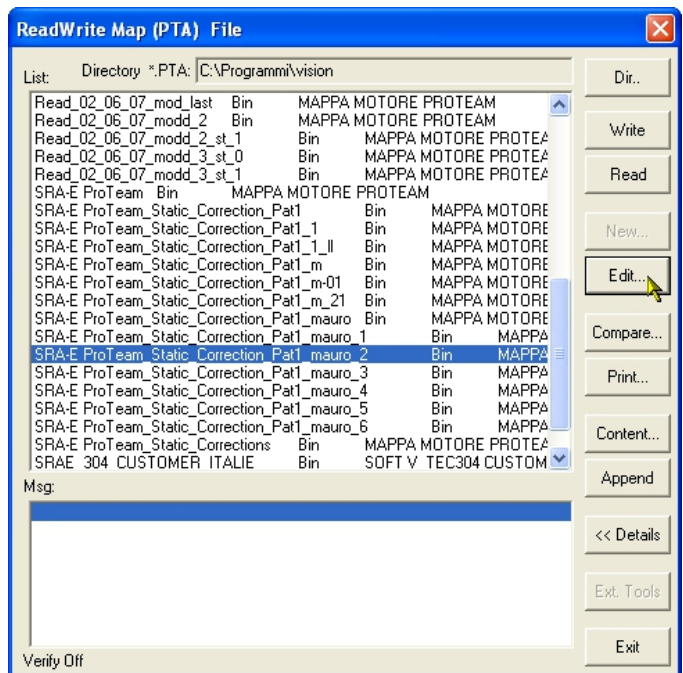 ReadWrite Map (PTA) File
List: Directory *.PTA: C:\Programmi\vision
Read_02_06_07_mod_last Bin MAPPA MOTORE PROTEAM
Read_02_06_07_modd_2 Bin MAPPA MOTORE PROTEAM
Read_02_06_07_modd_2_st_1 Bin MAPPA MOTORE PROTEA
Read_02_06_07_modd_3_st_0 Bin MAPPA MOTORE PROTEA
Read_02_06_07_modd_3_st_1 Bin MAPPA MOTORE PROTEA
SRA-E ProTeam Bin MAPPA MOTORE PROTEAM
SRA-E ProTeam_Static_Correction_Pat1 Bin MAPPA MOTORE
SRA-E ProTeam_Static_Correction_Pat1_1 Bin MAPPA MOTORE
SRA-E ProTeam_Static_Correction_Pat1_1_II Bin MAPPA MOTORE
SRA-E ProTeam_Static_Correction_Pat1_m Bin MAPPA MOTORE
SRA-E ProTeam_Static_Correction_Pat1_m-01 Bin MAPPA MOTORE
SRA-E ProTeam_Static_Correction_Pat1_m_21 Bin MAPPA MOTORE
SRA-E ProTeam_Static_Correction_Pat1_mauro Bin MAPPA MOTORE
SRA-E ProTeam_Static_Correction_Pat1_mauro_1 Bin MAPPA
SRA-E ProTeam_Static_Correction_Pat1_mauro_2 Bin MAPPA
SRA-E ProTeam_Static_Correction_Pat1_mauro_3 Bin MAPPA
SRA-E ProTeam_Static_Correction_Pat1_mauro_4 Bin MAPPA
SRA-E ProTeam_Static_Correction_Pat1_mauro_5 Bin MAPPA
SRA-E ProTeam_Static_Correction_Pat1_mauro_6 Bin MAPPA
SRA-E ProTeam_Static_Corrections Bin MAPPA MOTORE PROTEA
SRAE_304_CUSTOMER_ITALIE Bin SOFT V_TEC304 CUSTOM
Msg:
Verify Off
Dir..
Write
Read
New...
Edit...
Compare...
Print...
Content...
Append
<< Details
Ext. Tools
Exit